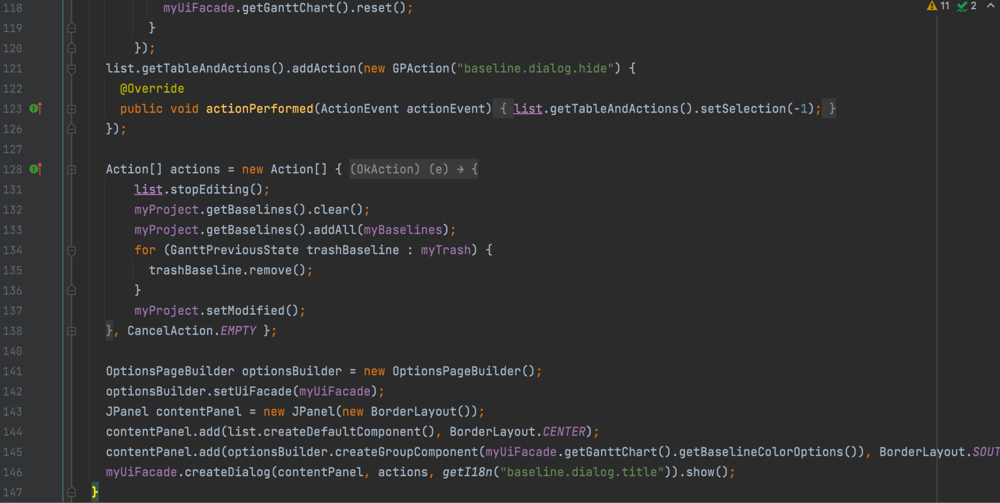 118 myUiFacade.getGanttChart().reset(); 11 2
119 }
120 });
121 list.getTableAndActions().addAction(new GPAction("baseline.dialog.hide") {
122 @Override
123 public void actionPerformed(ActionEvent actionEvent) { list.getTableAndActions().setSelection(-1); }
126 });
127
128 Action[] actions = new Action[] { (OkAction) (e) → {
131 list.stopEditing();
132 myProject.getBaselines().clear();
133 myProject.getBaselines().addAll(myBaselines);
134 for (GanttPreviousState trashBaseline : myTrash) {
135 trashBaseline.remove();
136 }
137 myProject.setModified();
138 }, CancelAction.EMPTY };
140
141 OptionsPageBuilder optionsBuilder = new OptionsPageBuilder();
142 optionsBuilder.setUiFacade(myUiFacade);
143 JPanel contentPanel = new JPanel(new BorderLayout());
144 contentPanel.add(list.createDefaultComponent(), BorderLayout.CENTER);
145 contentPanel.add(optionsBuilder.createGroupComponent(myUiFacade.getGanttChart().getBaselineColorOptions()), BorderLayout.SOUT
146 myUiFacade.createDialog(contentPanel, actions, getI18n("baseline.dialog.title")).show();
147 }